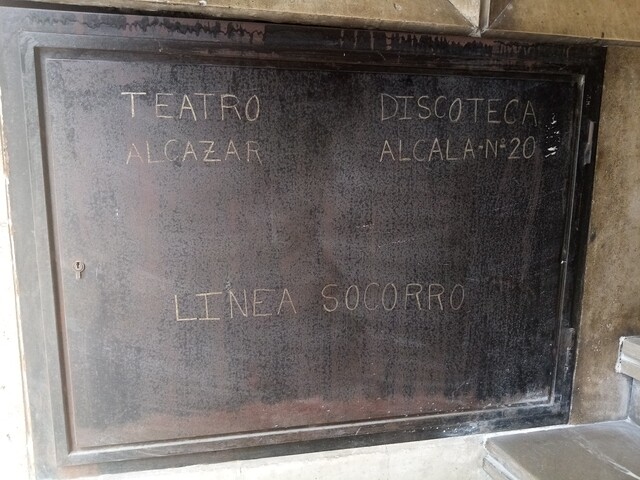 TEATRO DISCOTECA
ALCAZAR ALCALA-Nº20
LINEA SOCORRO